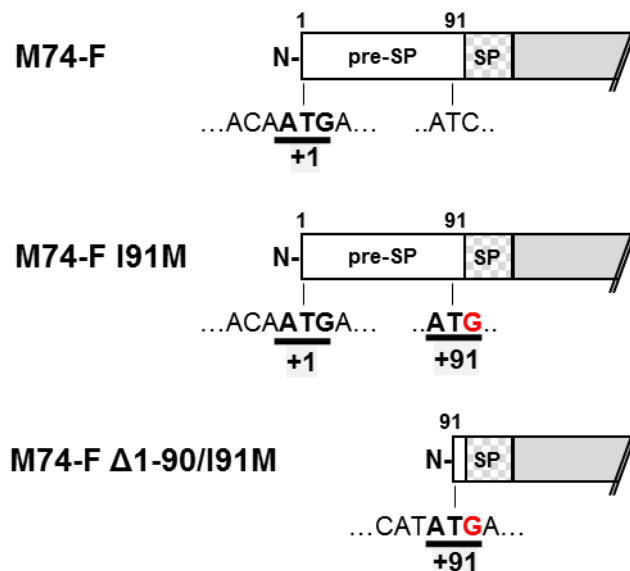 1 91
M74-F N- pre-SP SP
...ACAATGA... ..ATC..
+1
1 91
M74-F I91M N- pre-SP SP
...ACAATGA... ..ATG..
+1 +91
91
M74-F Δ1-90/I91M N- SP
...CATATGA...
+91